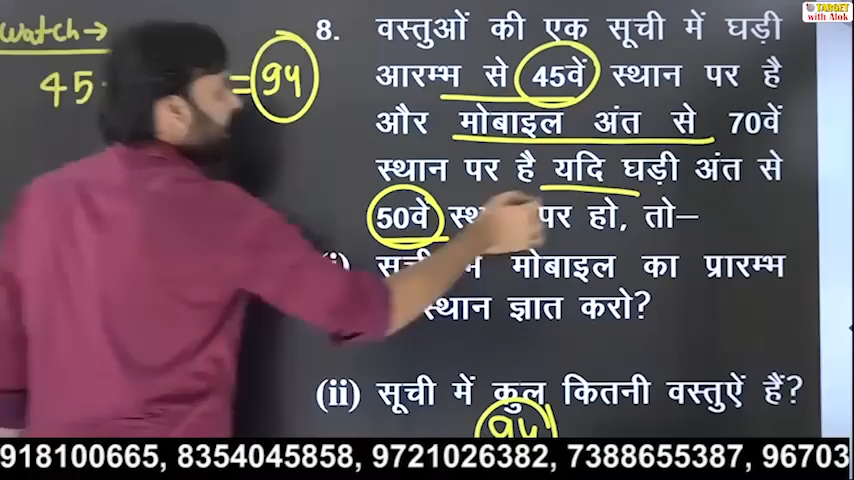 TARGET
with Alok
watch →
45
= 94
8. वस्तुओं की एक सूची में घड़ी
आरम्भ से 45वें स्थान पर है
और मोबाइल अंत से 70वें
स्थान पर है यदि घड़ी अंत से
50वें पर हो, तो–
सूची में मोबाइल का प्रारम्भ
स्थान ज्ञात करो?
(ii) सूची में कुल कितनी वस्तुऐं हैं?
94
918100665, 8354045858, 9721026382, 7388655387, 96703